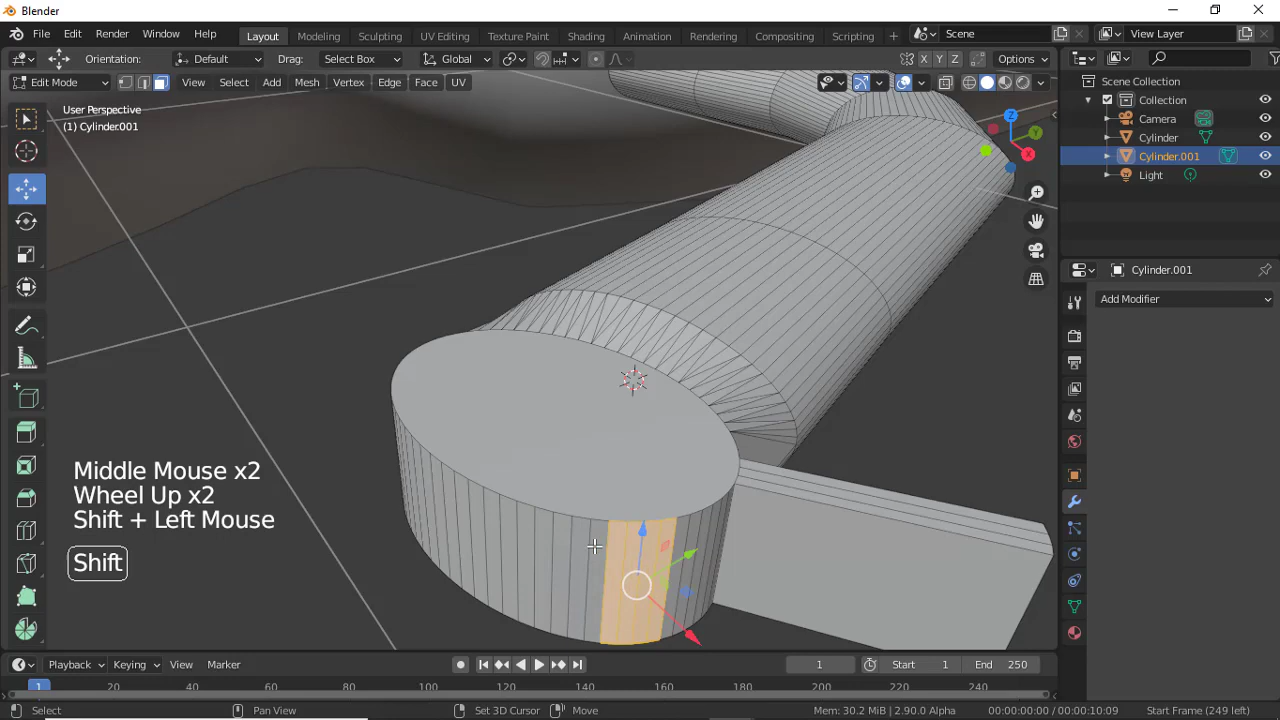 Blender
File Edit Render Window Help Layout Modeling Sculpting UV Editing Texture Paint Shading Animation Rendering Compositing Scripting + Scene View Layer
Orientation: Default Drag: Select Box Global X Y Z Options
Edit Mode View Select Add Mesh Vertex Edge Face UV
User Perspective
(1) Cylinder.001
Z
Y
X
Scene Collection
Collection
Camera
Cylinder
Cylinder.001
Light
Cylinder.001
Add Modifier
Middle Mouse x2
Wheel Up x2
Shift + Left Mouse
Shift
Playback Keying View Marker 1 Start 1 End 250
1 20 40 60 80 100 120 140 160 180 200 220 240
Select Pan View Set 3D Cursor Move Mem: 30.2 MiB | 2.90.0 Alpha 00:00:00:00 / 00:00:10:09 Start Frame (249 left)